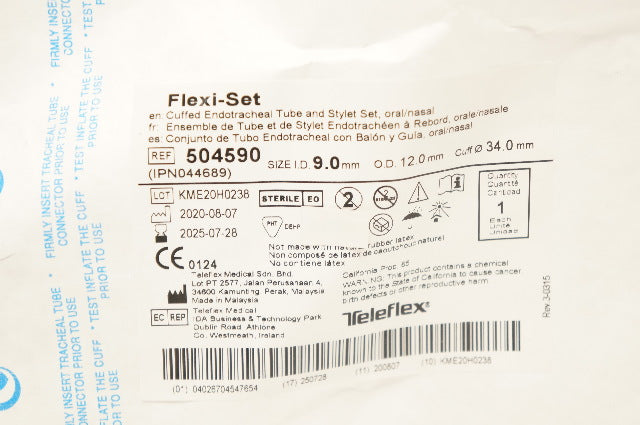 FIRMLY INSERT TRACHEAL TUBE CONNECTOR PRIOR TO USE * TEST INFLATE THE CUFF PRIOR TO USE
Flexi-Set
en: Cuffed Endotracheal Tube and Stylet Set, oral/nasal
fr: Ensemble de Tube et de Stylet Endotrachéen à Rebord, orale/nasale
es: Conjunto de Tubo Endotracheal con Balón y Guía, oral/nasal
REF 504590 SIZE I.D. 9.0 mm O.D. 12.0 mm Cuff Ø 34.0 mm
(IPN044689)
LOT KME20H0238 STERILE EO 2
2020-08-07
2025-07-28
PHT DEHP
Quantity
Quantité
Cantidad
1
Each
Unité
Unidad
Not made with natural rubber latex
Non composé de latex de caoutchouc naturel
No contiene látex
CE 0124
Teleflex Medical Sdn. Bhd.
Lot PT 2577, Jalan Perusahaan 4,
34600 Kamunting, Perak, Malaysia
Made in Malaysia
California Prop. 65
WARNING: This product contains a chemical
known to the State of California to cause cancer,
birth defects or other reproductive harm
EC REP Teleflex Medical
IDA Business & Technology Park
Dublin Road, Athlone
Co. Westmeath, Ireland
Teleflex®
(17) 250728 (11) 200807 (10) KME20H0238